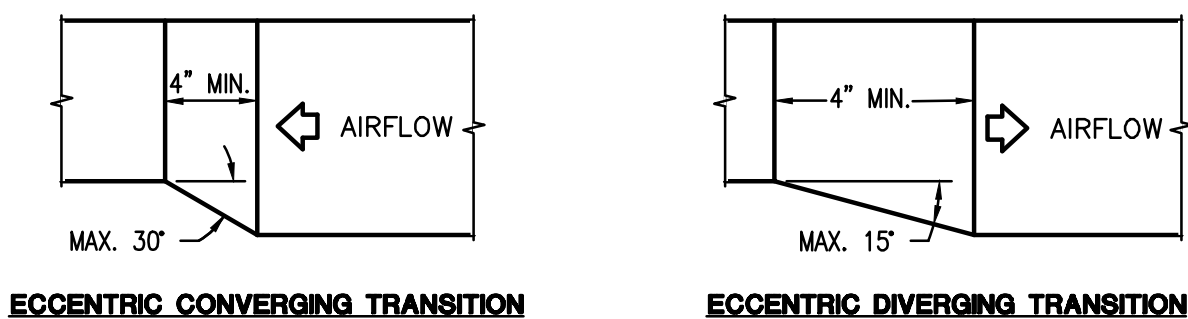 4" MIN.
AIRFLOW
MAX. 30°
ECCENTRIC CONVERGING TRANSITION
4" MIN.
AIRFLOW
MAX. 15°
ECCENTRIC DIVERGING TRANSITION